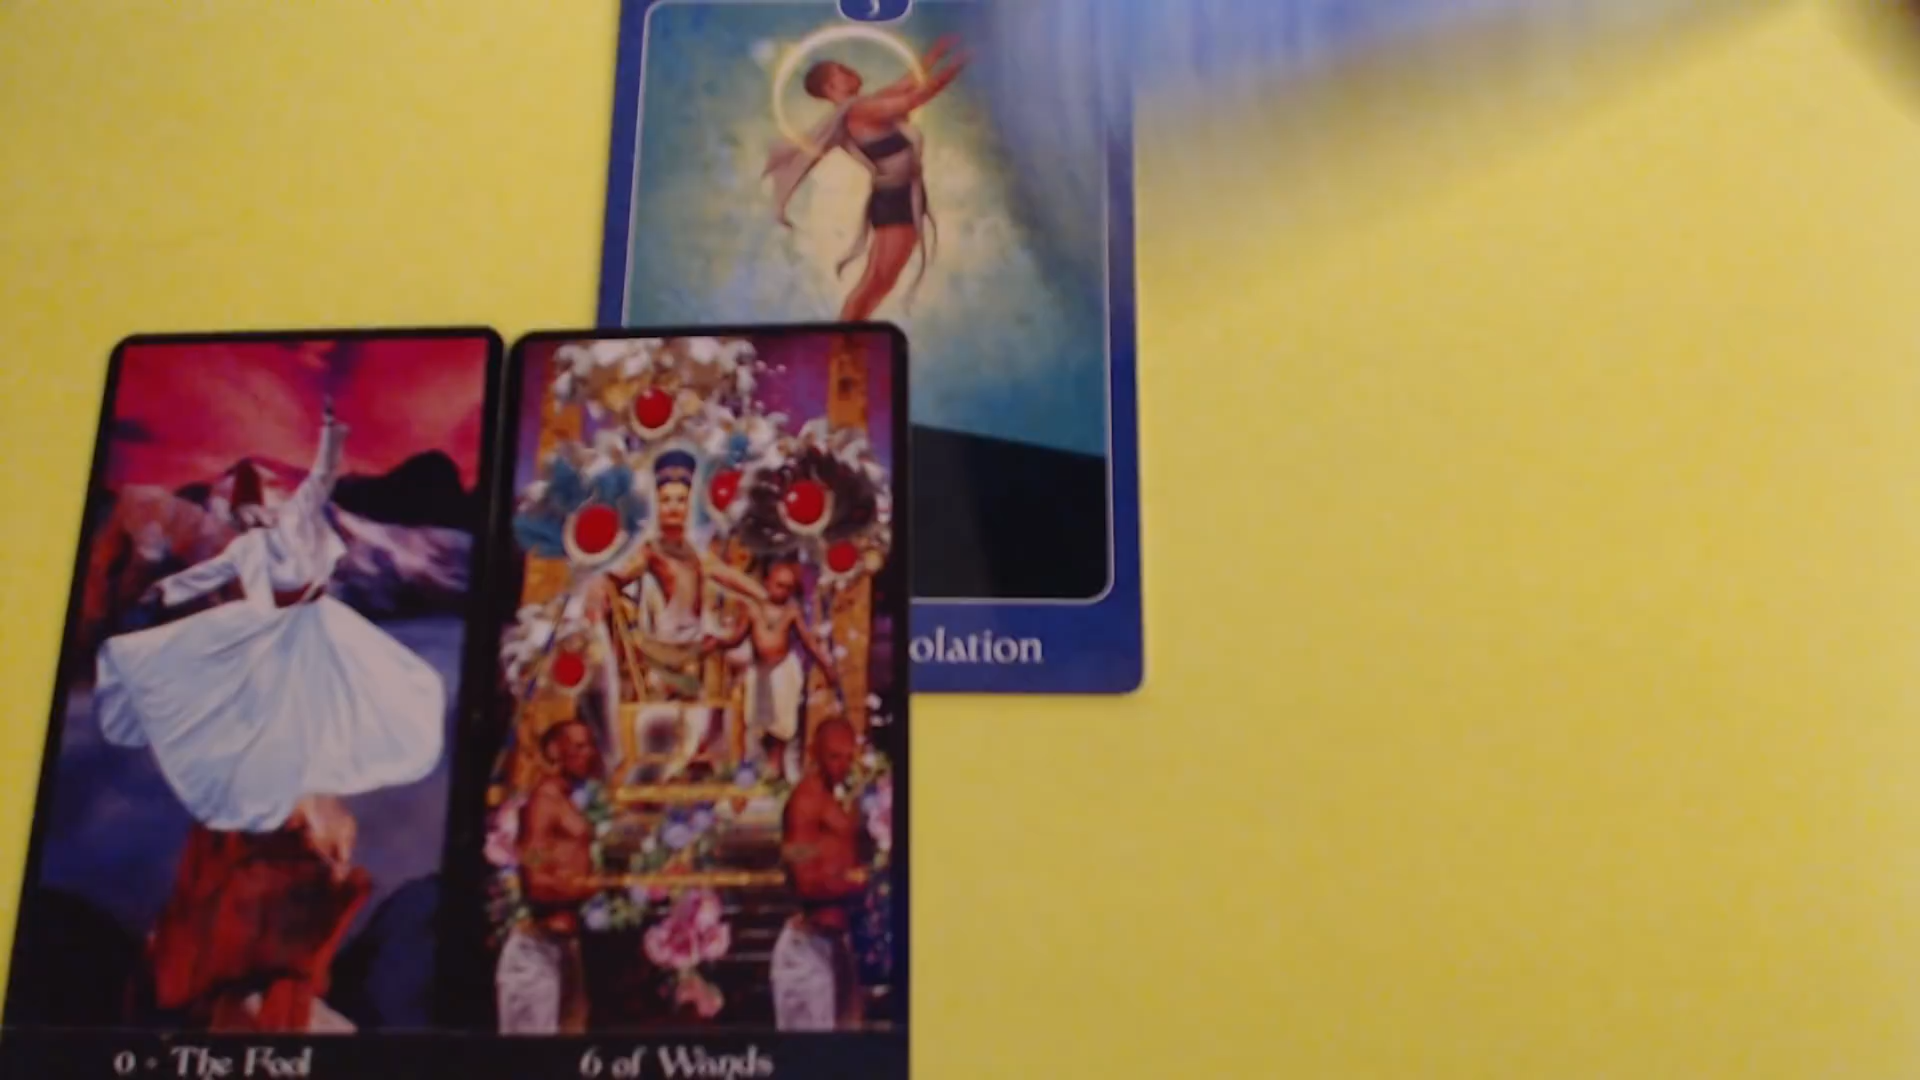 olation
0 • The Fool
6 of Wands